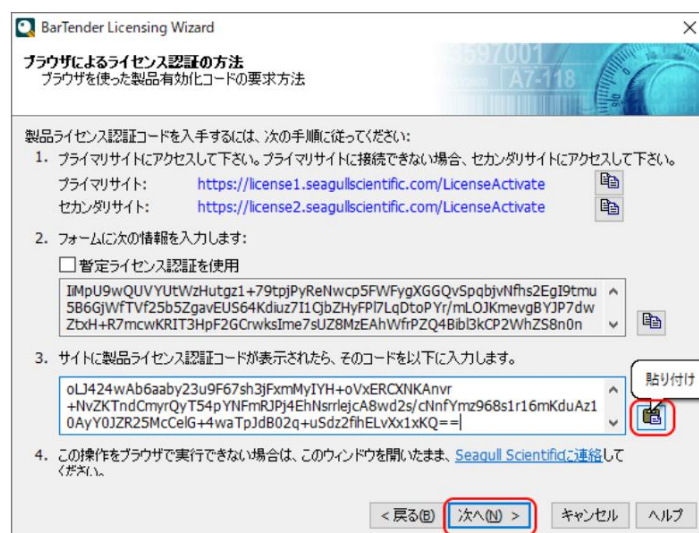 BarTender Licensing Wizard
ブラウザによるライセンス認証の方法
ブラウザを使った製品有効化コードの要求方法
3597001
A7-118
製品ライセンス認証コードを入手するには、次の手順に従ってください:
1. プライマリサイトにアクセスして下さい。プライマリサイトに接続できない場合、セカンダリサイトにアクセスして下さい。
プライマリサイト: https://license1.seagullscientific.com/LicenseActivate
セカンダリサイト: https://license2.seagullscientific.com/LicenseActivate
2. フォームに次の情報を入力します:
暫定ライセンス認証を使用
IMpU9wQUVYUtWzHutgz1+79tpjPyReNwcp5FWFygXGGQvSpqbjvNfhs2EgI9tmu
5B6GjWfTVf25b5ZgavEUS64Kdiuz7I1CjbZHyFPl7LqDtoPYr/mLOJKmevgBYJP7dw
ZtxH+R7mcwKRIT3HpF2GCrwksIme7sUZ8MzEAhWfrPZQ4Bibl3kCP2WhZS8n0n
3. サイトに製品ライセンス認証コードが表示されたら、そのコードを以下に入力します。
貼り付け
oLJ424wAb6aaby23u9F67sh3jFxmMyIYH+oVxERCXNKAnvr
+NvZKTndCmyrQyT54pYNFmRJPj4EhNsrrlejcA8wd2s/cNnfYmz968s1r16mKduAz1
0AyY0JZR25McCelG+4waTpJdB02q+uSdz2fihELvXx1xKQ==
4. この操作をブラウザで実行できない場合は、このウィンドウを開いたまま、Seagull Scientificに連絡して
ください。
< 戻る(B) 次へ(N) > キャンセル ヘルプ